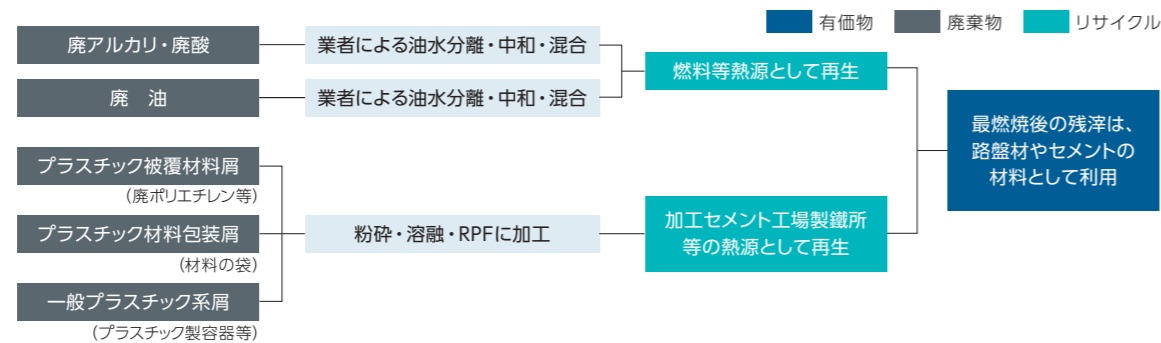 有価物
廃棄物
リサイクル
廃アルカリ・廃酸
業者による油水分離・中和・混合
廃　油
業者による油水分離・中和・混合
燃料等熱源として再生
プラスチック被覆材料屑
(廃ポリエチレン等)
プラスチック材料包装屑
(材料の袋)
一般プラスチック系屑
(プラスチック製容器等)
粉砕・溶融・RPFに加工
加工セメント工場製鐵所
等の熱源として再生
最燃焼後の残滓は、
路盤材やセメントの
材料として利用